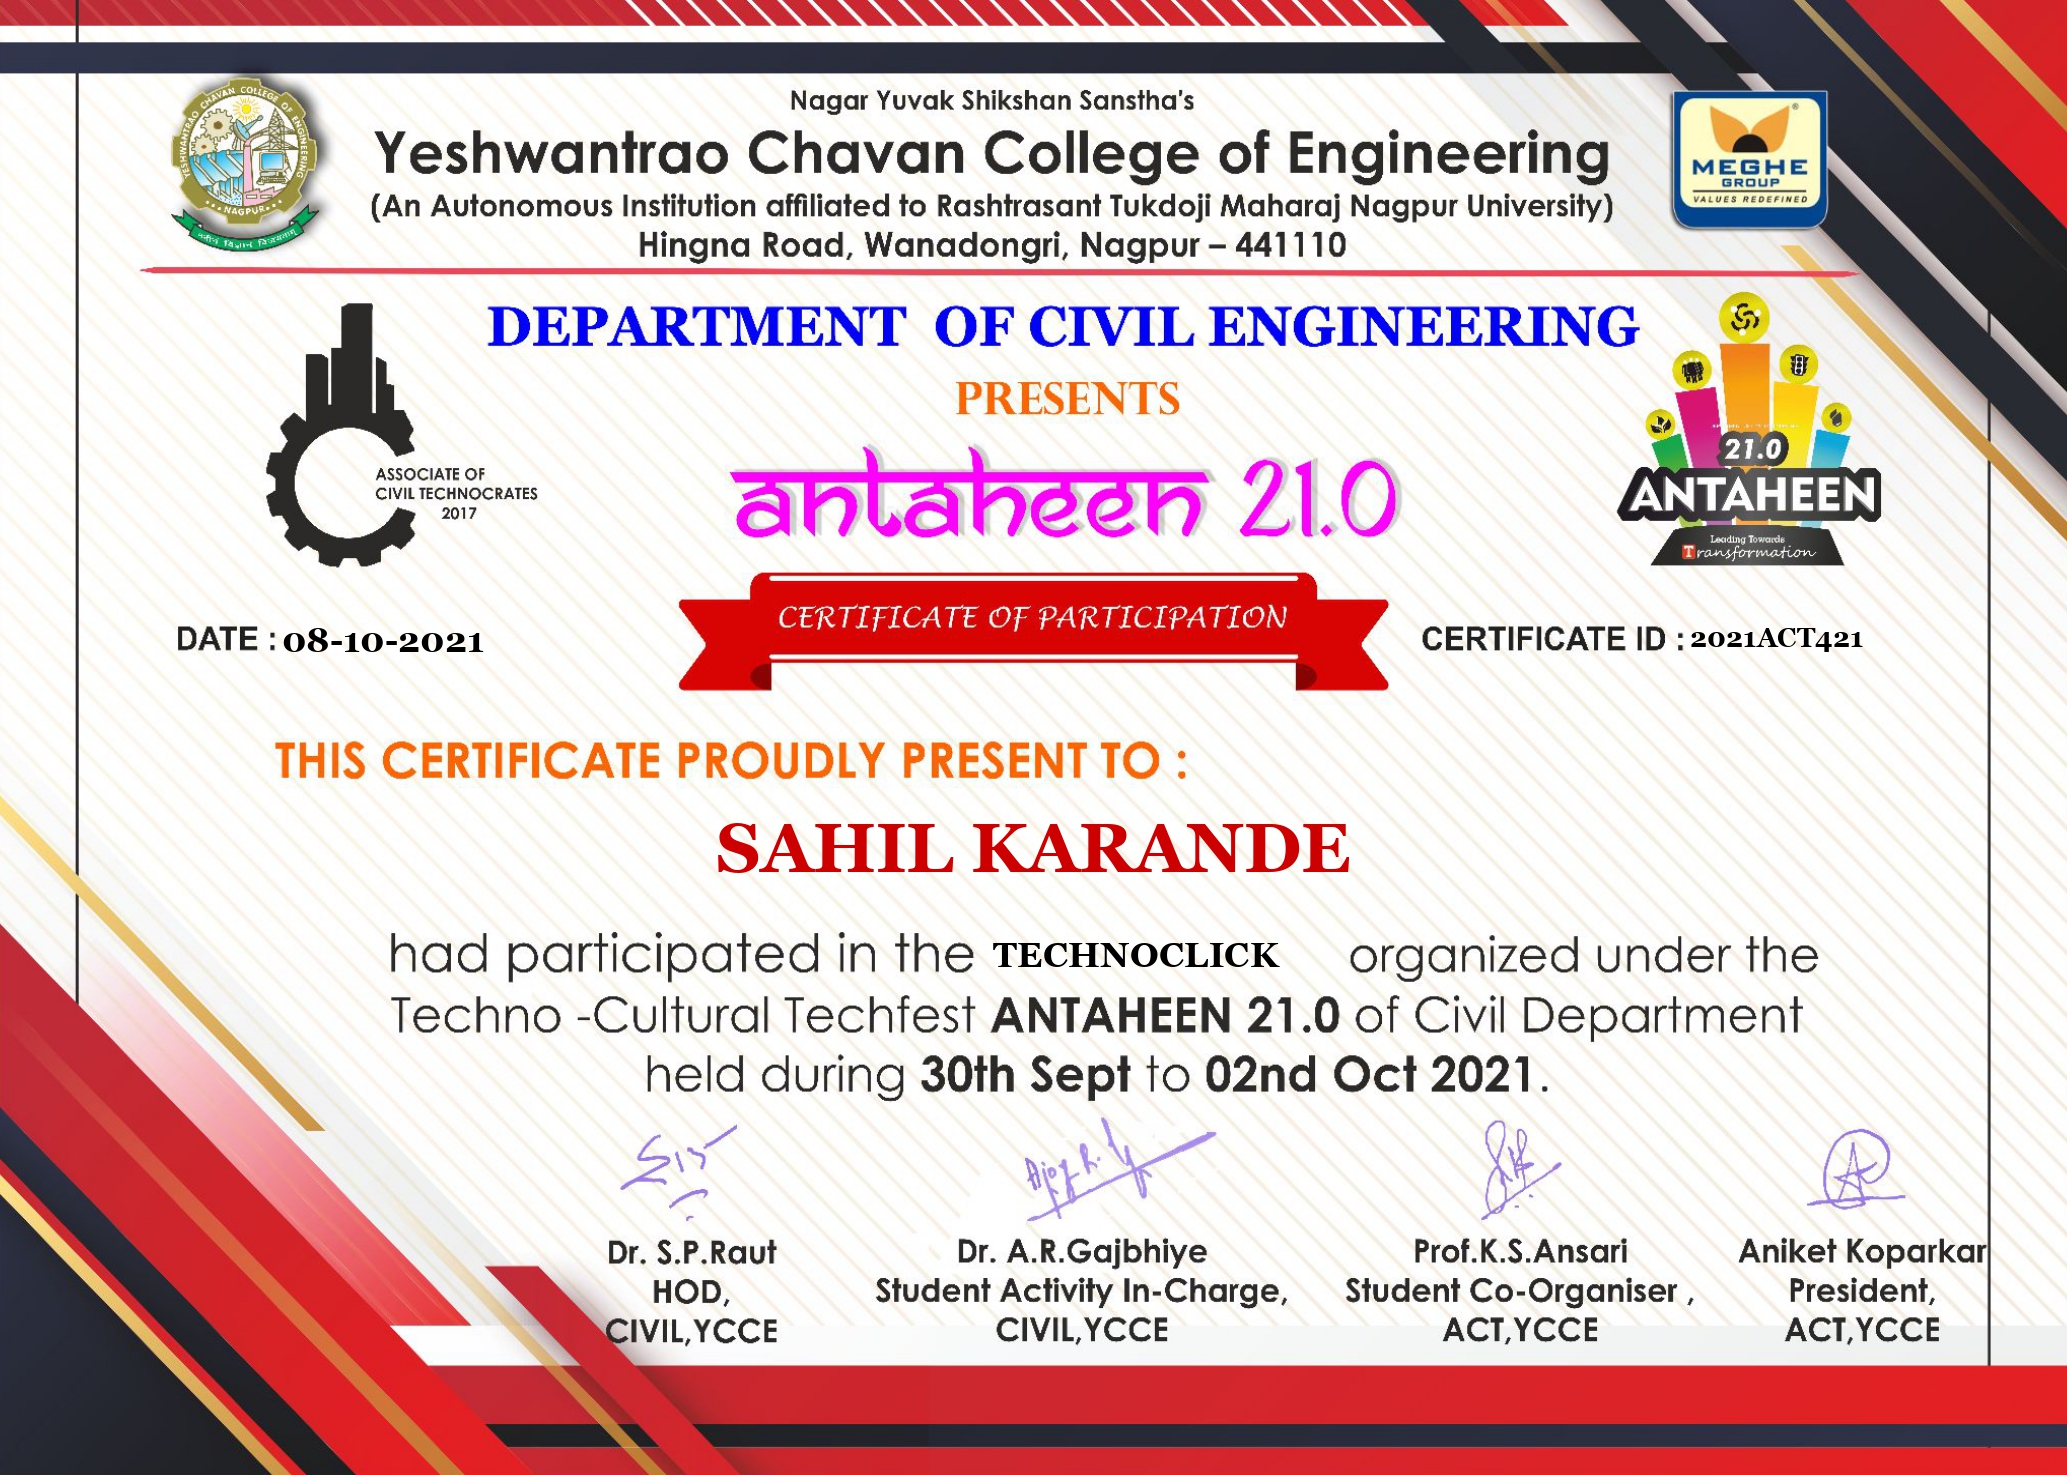 Nagar Yuvak Shikshan Sanstha's
Yeshwantrao Chavan College of Engineering
(An Autonomous Institution affiliated to Rashtrasant Tukdoji Maharaj Nagpur University)
Hingna Road, Wanadongri, Nagpur – 441110
YESHWANTRAO CHAVAN COLLEGE OF ENGINEERING
NAGPUR
MEGHE
GROUP
VALUES REDEFINED
DEPARTMENT OF CIVIL ENGINEERING
PRESENTS
antaheen 21.0
ASSOCIATE OF
CIVIL TECHNOCRATES
2017
21.0
ANTAHEEN
Leading Towards
Transformation
CERTIFICATE OF PARTICIPATION
DATE : 08-10-2021
CERTIFICATE ID : 2021ACT421
THIS CERTIFICATE PROUDLY PRESENT TO :
SAHIL KARANDE
had participated in the TECHNOCLICK organized under the
Techno -Cultural Techfest ANTAHEEN 21.0 of Civil Department
held during 30th Sept to 02nd Oct 2021.
Dr. S.P.Raut
HOD,
CIVIL,YCCE
Dr. A.R.Gajbhiye
Student Activity In-Charge,
CIVIL,YCCE
Prof.K.S.Ansari
Student Co-Organiser ,
ACT,YCCE
Aniket Koparkar
President,
ACT,YCCE